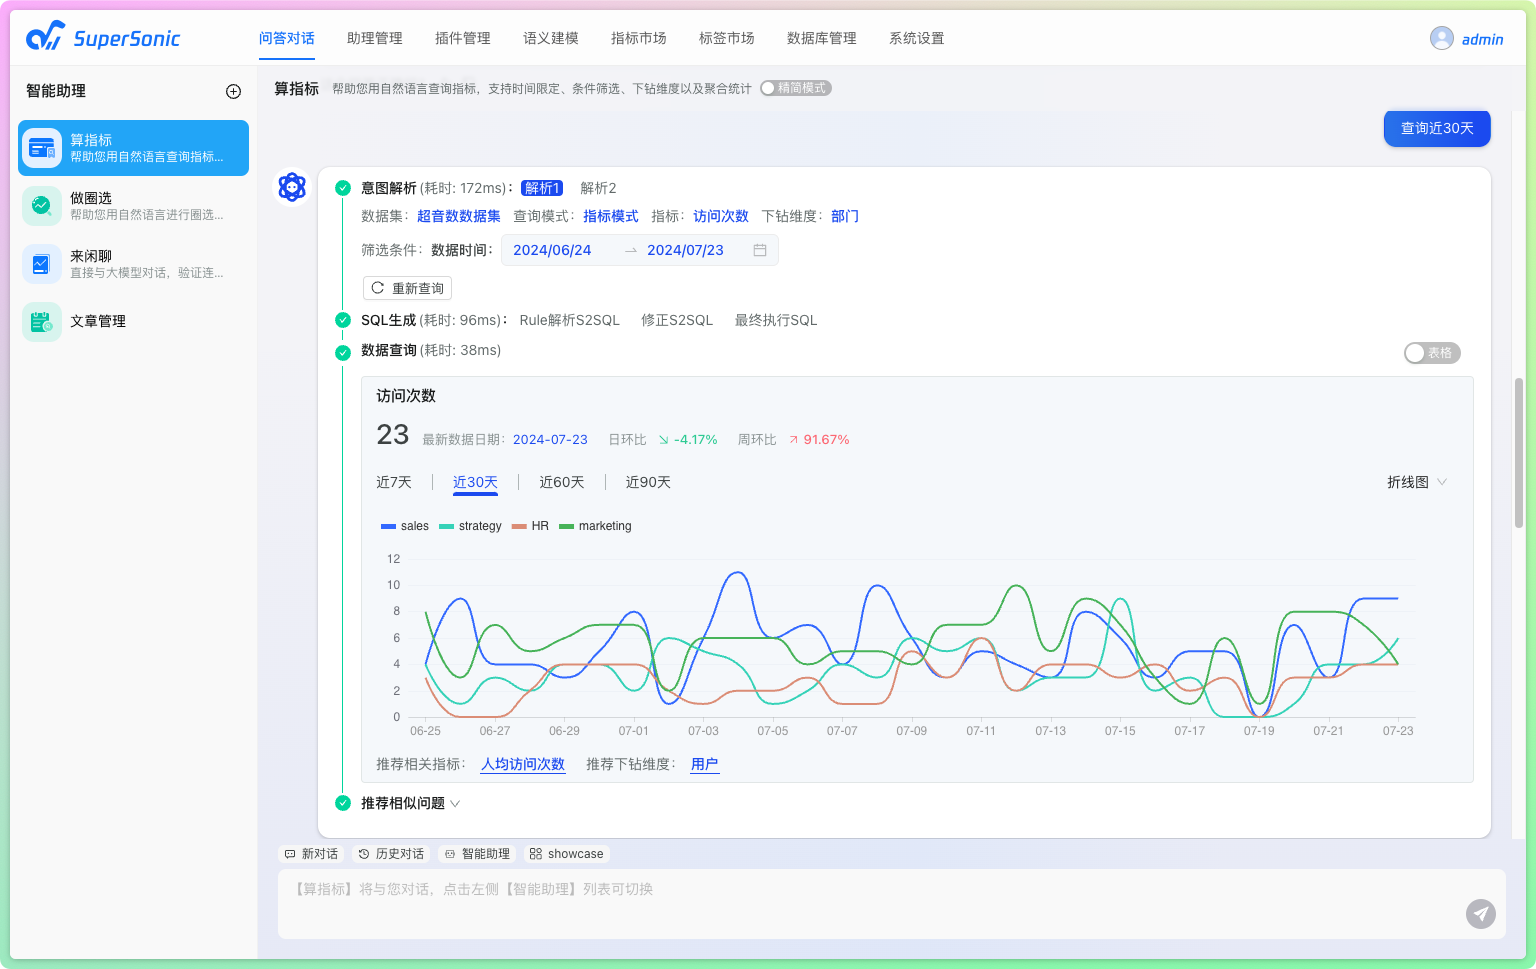 SuperSonic
问答对话 助理管理 插件管理 语义建模 指标市场 标签市场 数据库管理 系统设置
admin
智能助理
算指标
帮助您用自然语言查询指标...
做圈选
帮助您用自然语言进行圈选...
来闲聊
直接与大模型对话，验证连...
文章管理
算指标 帮助您用自然语言查询指标，支持时间限定、条件筛选、下钻维度以及聚合统计 精简模式
查询近30天
意图解析 (耗时: 172ms)： 解析1 解析2
数据集： 超音数数据集 查询模式： 指标模式 指标： 访问次数 下钻维度： 部门
筛选条件： 数据时间： 2024/06/24 → 2024/07/23
重新查询
SQL生成 (耗时: 96ms)： Rule解析S2SQL 修正S2SQL 最终执行SQL
数据查询 (耗时: 38ms)
表格
访问次数
23 最新数据日期: 2024-07-23 日环比 -4.17% 周环比 91.67%
近7天 近30天 近60天 近90天
折线图
sales strategy HR marketing
12
10
8
6
4
2
0
06-25 06-27 06-29 07-01 07-03 07-05 07-07 07-09 07-11 07-13 07-15 07-17 07-19 07-21 07-23
推荐相关指标： 人均访问次数 推荐下钻维度： 用户
推荐相似问题
新对话 历史对话 智能助理 showcase
【算指标】将与您对话，点击左侧【智能助理】列表可切换